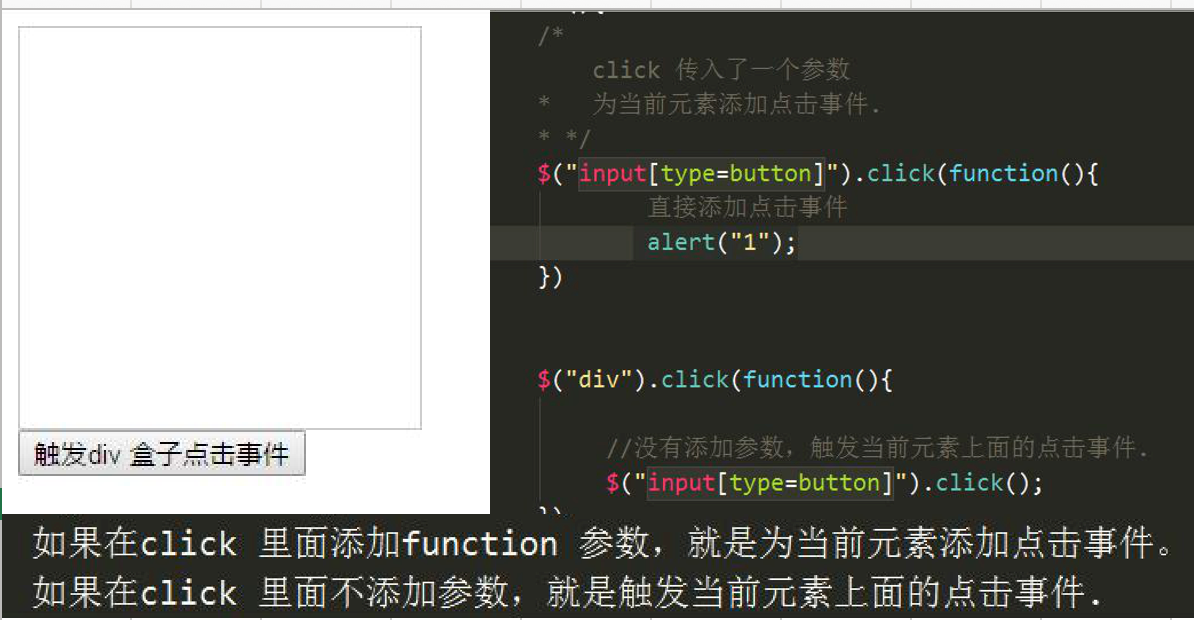 /*
click 传入了一个参数
* 为当前元素添加点击事件.
* */
$("input[type=button]").click(function(){
直接添加点击事件
alert("1");
})
$("div").click(function(){
//没有添加参数，触发当前元素上面的点击事件.
$("input[type=button]").click();
触发div 盒子点击事件
如果在click 里面添加function 参数，就是为当前元素添加点击事件。
如果在click 里面不添加参数，就是触发当前元素上面的点击事件.